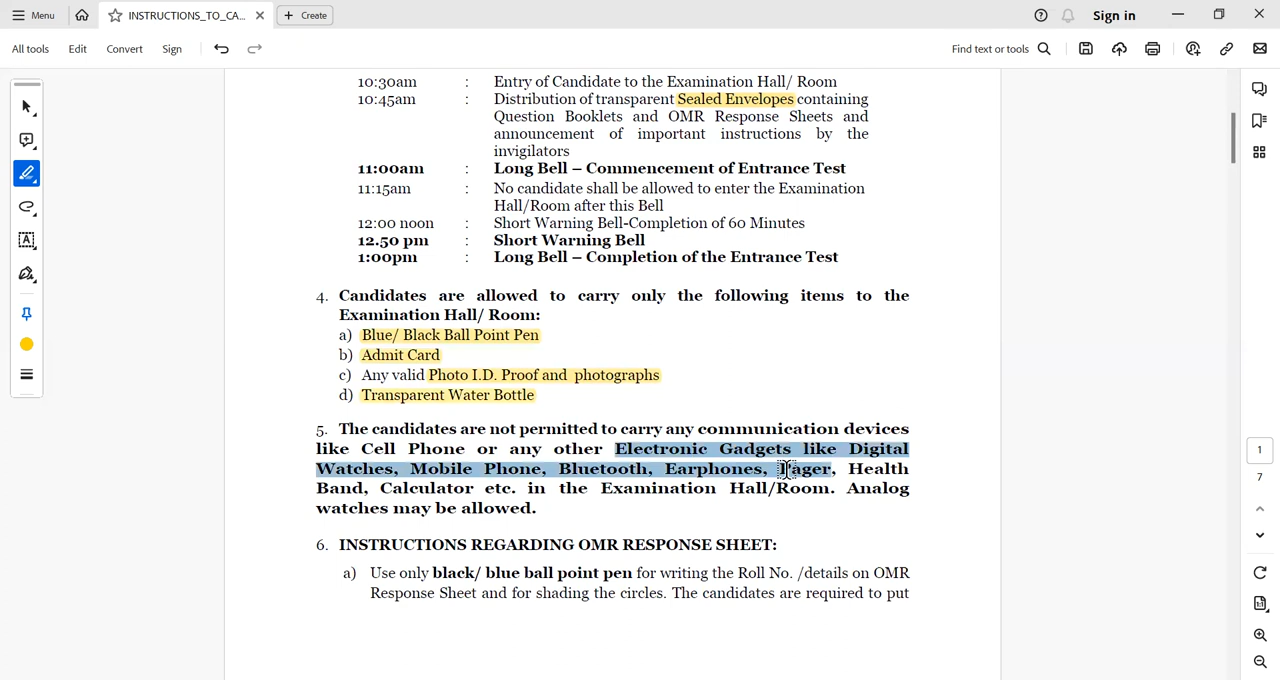 Menu
INSTRUCTIONS_TO_CA...
Create
Sign in
All tools
Edit
Convert
Sign
Find text or tools
10:30am : Entry of Candidate to the Examination Hall/ Room
10:45am : Distribution of transparent Sealed Envelopes containing
Question Booklets and OMR Response Sheets and
announcement of important instructions by the
invigilators
11:00am : Long Bell – Commencement of Entrance Test
11:15am : No candidate shall be allowed to enter the Examination
Hall/Room after this Bell
12:00 noon : Short Warning Bell-Completion of 60 Minutes
12.50 pm : Short Warning Bell
1:00pm : Long Bell – Completion of the Entrance Test
4. Candidates are allowed to carry only the following items to the
Examination Hall/ Room:
a) Blue/ Black Ball Point Pen
b) Admit Card
c) Any valid Photo I.D. Proof and photographs
d) Transparent Water Bottle
5. The candidates are not permitted to carry any communication devices
like Cell Phone or any other Electronic Gadgets like Digital
Watches, Mobile Phone, Bluetooth, Earphones, Pager, Health
Band, Calculator etc. in the Examination Hall/Room. Analog
watches may be allowed.
6. INSTRUCTIONS REGARDING OMR RESPONSE SHEET:
a) Use only black/ blue ball point pen for writing the Roll No. /details on OMR
Response Sheet and for shading the circles. The candidates are required to put
1
7